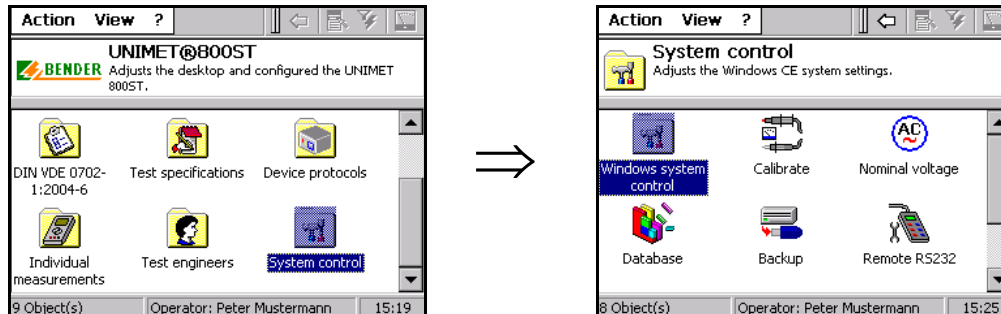 Action View ?
UNIMET@800ST
BENDER Adjusts the desktop and configured the UNIMET
800ST.
DIN VDE 0702-
1:2004-6
Test specifications
Device protocols
Individual
measurements
Test engineers
System control
9 Object(s) Operator: Peter Mustermann 15:19
Action View ?
System control
Adjusts the Windows CE system settings.
Windows system
control
Calibrate
AC
Nominal voltage
Database
Backup
Remote RS232
8 Object(s) Operator: Peter Mustermann 15:25